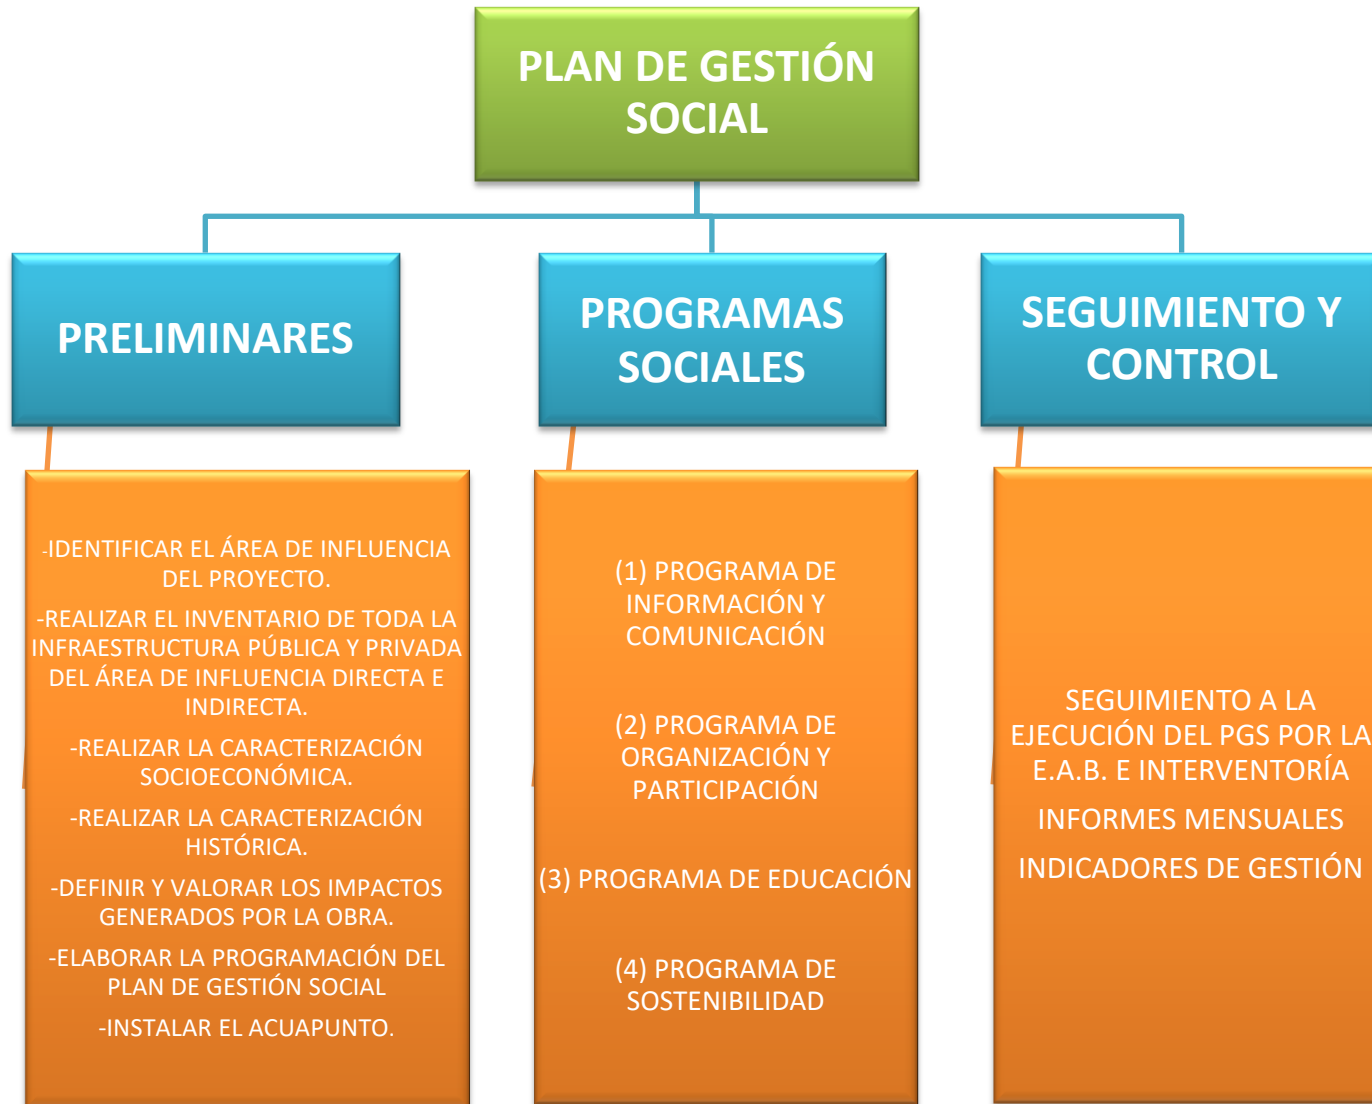 PLAN DE GESTIÓN
SOCIAL
PRELIMINARES
PROGRAMAS
SOCIALES
SEGUIMIENTO Y
CONTROL
-IDENTIFICAR EL ÁREA DE INFLUENCIA
DEL PROYECTO.
-REALIZAR EL INVENTARIO DE TODA LA
INFRAESTRUCTURA PÚBLICA Y PRIVADA
DEL ÁREA DE INFLUENCIA DIRECTA E
INDIRECTA.
-REALIZAR LA CARACTERIZACIÓN
SOCIOECONÓMICA.
-REALIZAR LA CARACTERIZACIÓN
HISTÓRICA.
-DEFINIR Y VALORAR LOS IMPACTOS
GENERADOS POR LA OBRA.
-ELABORAR LA PROGRAMACIÓN DEL
PLAN DE GESTIÓN SOCIAL
-INSTALAR EL ACUAPUNTO.
(1) PROGRAMA DE
INFORMACIÓN Y
COMUNICACIÓN
(2) PROGRAMA DE
ORGANIZACIÓN Y
PARTICIPACIÓN
(3) PROGRAMA DE EDUCACIÓN
(4) PROGRAMA DE
SOSTENIBILIDAD
SEGUIMIENTO A LA
EJECUCIÓN DEL PGS POR LA
E.A.B. E INTERVENTORÍA
INFORMES MENSUALES
INDICADORES DE GESTIÓN